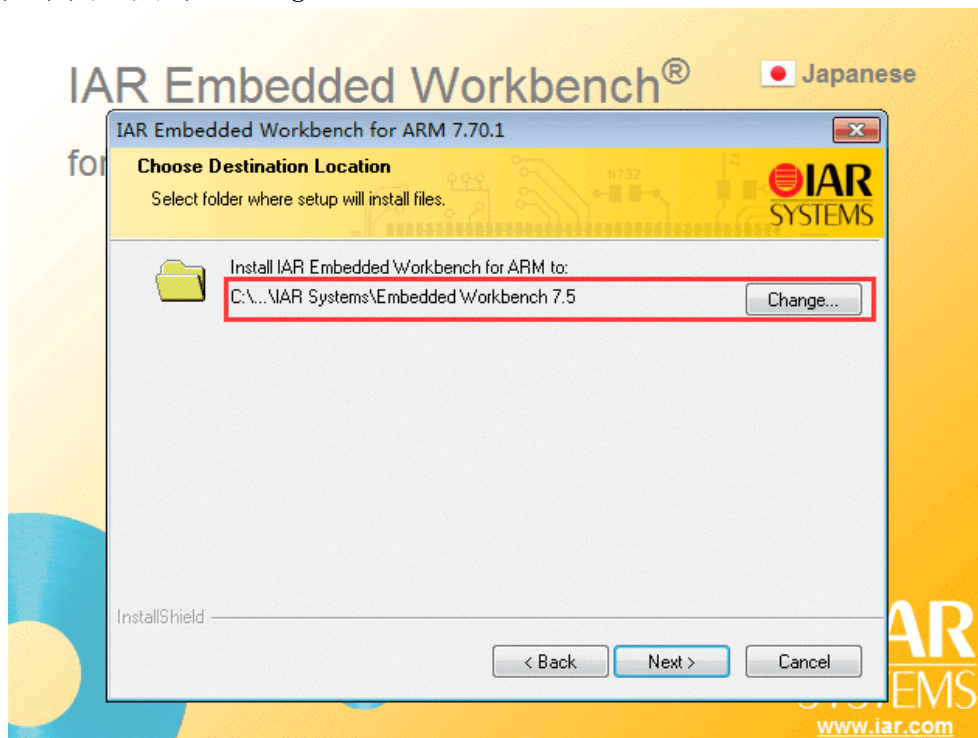 IAR Embedded Workbench®
Japanese
for
IAR Embedded Workbench for ARM 7.70.1
Choose Destination Location
Select folder where setup will install files.
IAR
SYSTEMS
Install IAR Embedded Workbench for ARM to:
C:\...\IAR Systems\Embedded Workbench 7.5
Change...
InstallShield
< Back
Next >
Cancel
AR
EMS
www.iar.com